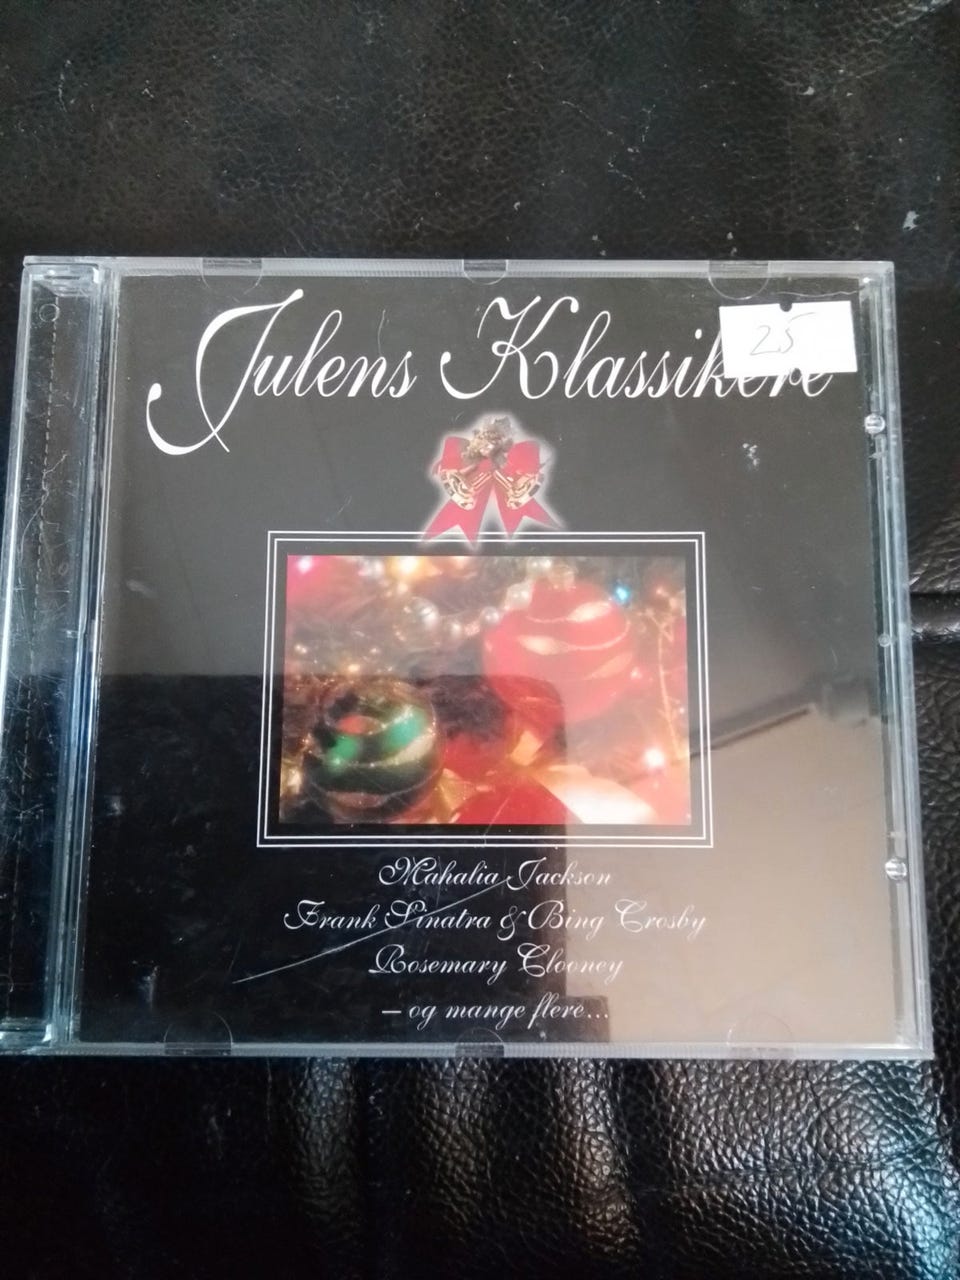 Julens Klassikere
25
Mahalia Jackson
Frank Sinatra & Bing Crosby
Rosemary Clooney
– og mange flere...